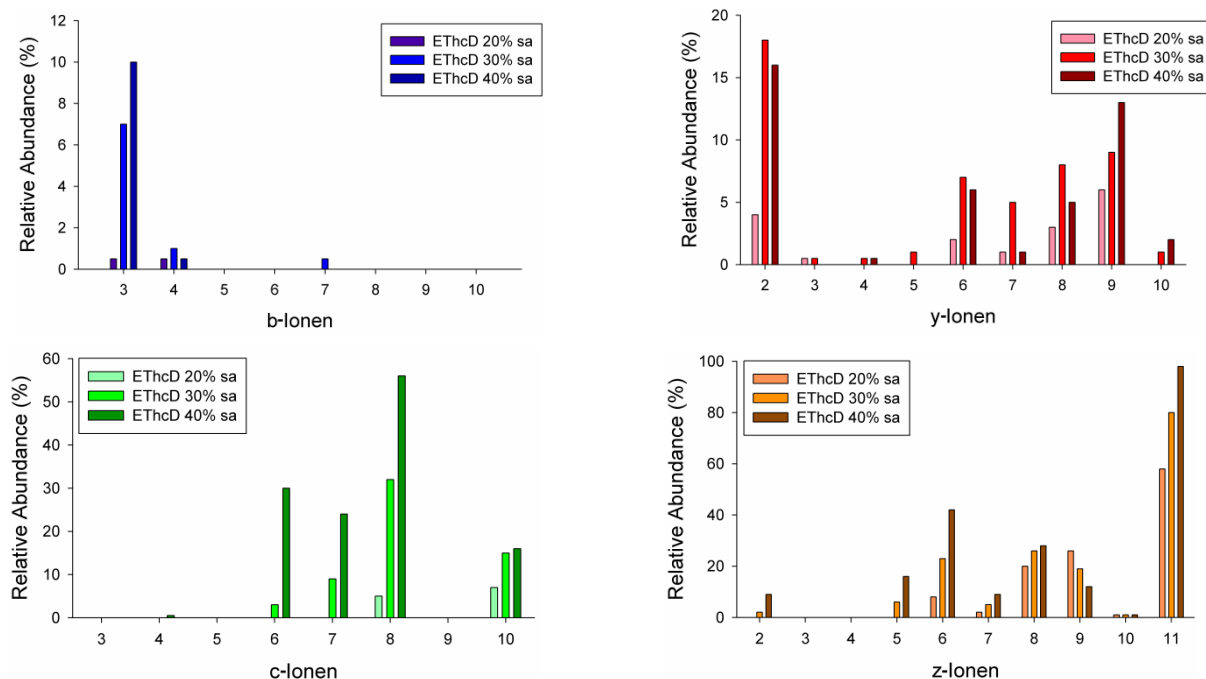 Relative Abundance (%)
12
10
8
6
4
2
0
EThcD 20% sa
EThcD 30% sa
EThcD 40% sa
3 4 5 6 7 8 9 10
b-Ionen
Relative Abundance (%)
20
15
10
5
0
EThcD 20% sa
EThcD 30% sa
EThcD 40% sa
2 3 4 5 6 7 8 9 10
y-Ionen
Relative Abundance (%)
60
50
40
30
20
10
0
EThcD 20% sa
EThcD 30% sa
EThcD 40% sa
3 4 5 6 7 8 9 10
c-Ionen
Relative Abundance (%)
100
80
60
40
20
0
EThcD 20% sa
EThcD 30% sa
EThcD 40% sa
2 3 4 5 6 7 8 9 10 11
z-Ionen